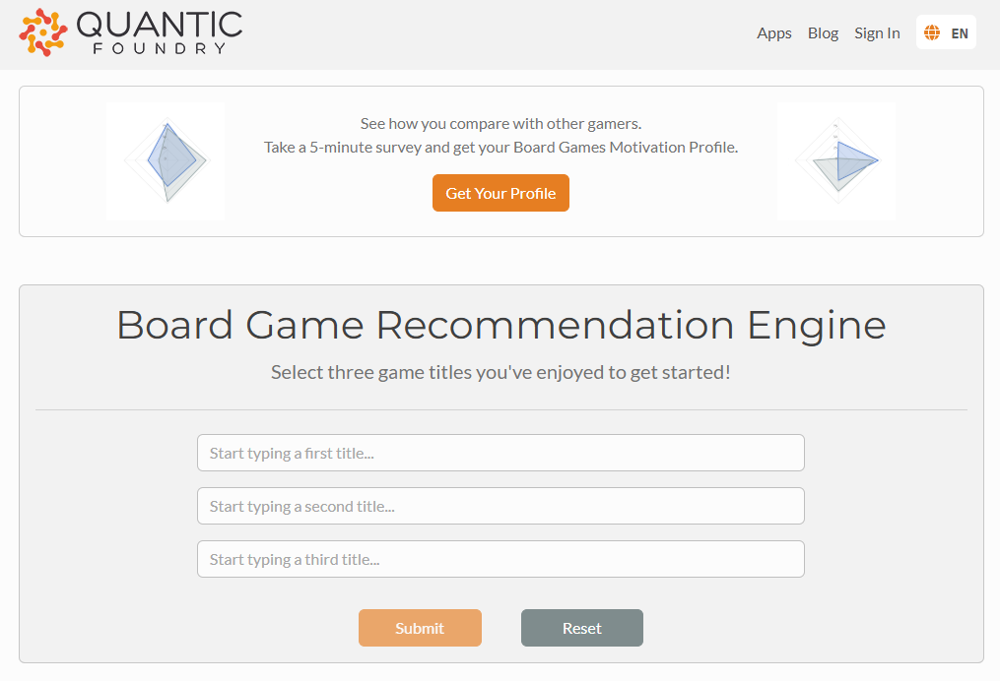 QUANTIC
FOUNDRY
Apps Blog Sign In EN
See how you compare with other gamers.
Take a 5-minute survey and get your Board Games Motivation Profile.
Get Your Profile
Board Game Recommendation Engine
Select three game titles you've enjoyed to get started!
Start typing a first title...
Start typing a second title...
Start typing a third title...
Submit Reset